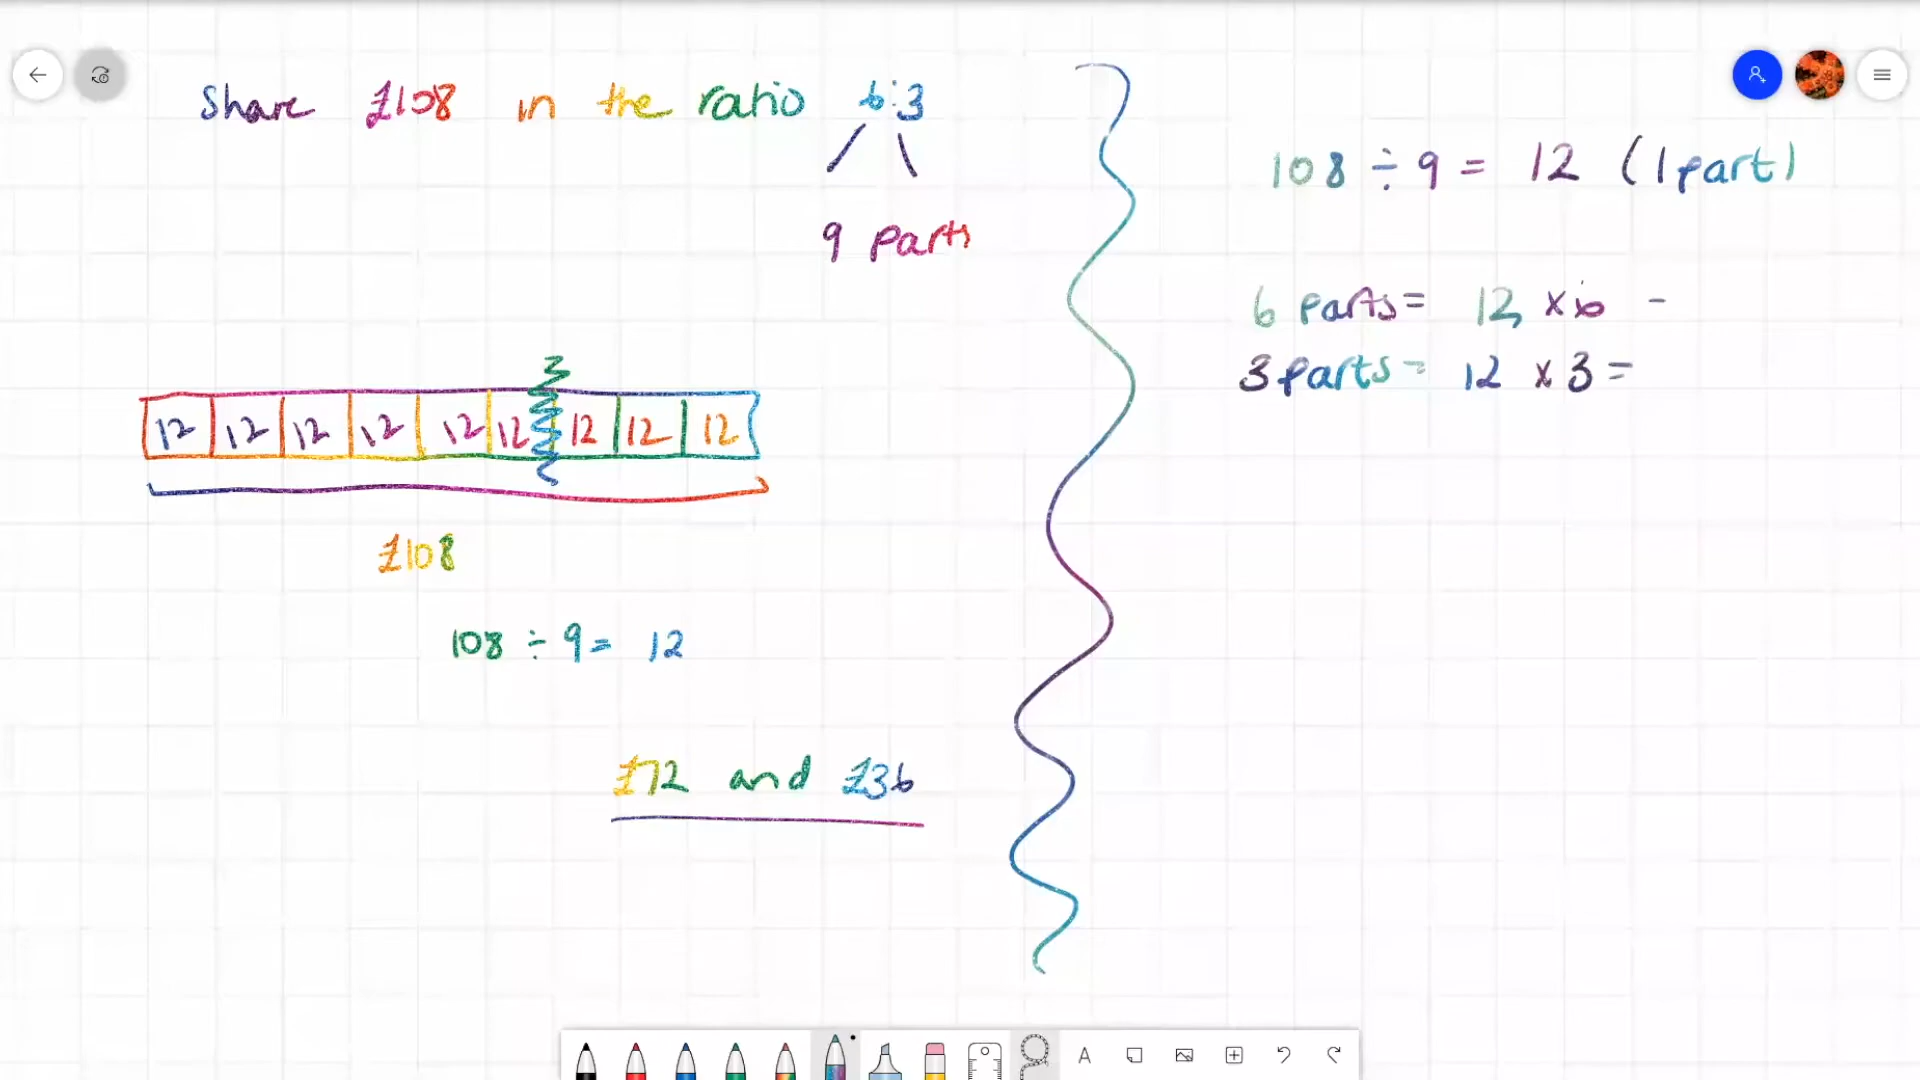 Share £108 in the ratio 6:3
9 parts
12 12 12 12 12 12 12 12 12
£108
108 ÷ 9 = 12
£72 and £36
108 ÷ 9 = 12 (1 part)
6 parts = 12 x 6 -
3 parts = 12 x 3 =
A